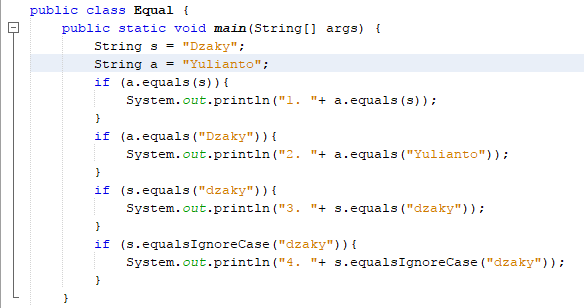 public class Equal {
    public static void main(String[] args) {
        String s = "Dzaky";
        String a = "Yulianto";
        if (a.equals(s)){
            System.out.println("1. "+ a.equals(s));
        }
        if (a.equals("Dzaky")){
            System.out.println("2. "+ a.equals("Yulianto"));
        }
        if (s.equals("dzaky")){
            System.out.println("3. "+ s.equals("dzaky"));
        }
        if (s.equalsIgnoreCase("dzaky")){
            System.out.println("4. "+ s.equalsIgnoreCase("dzaky"));
        }
    }